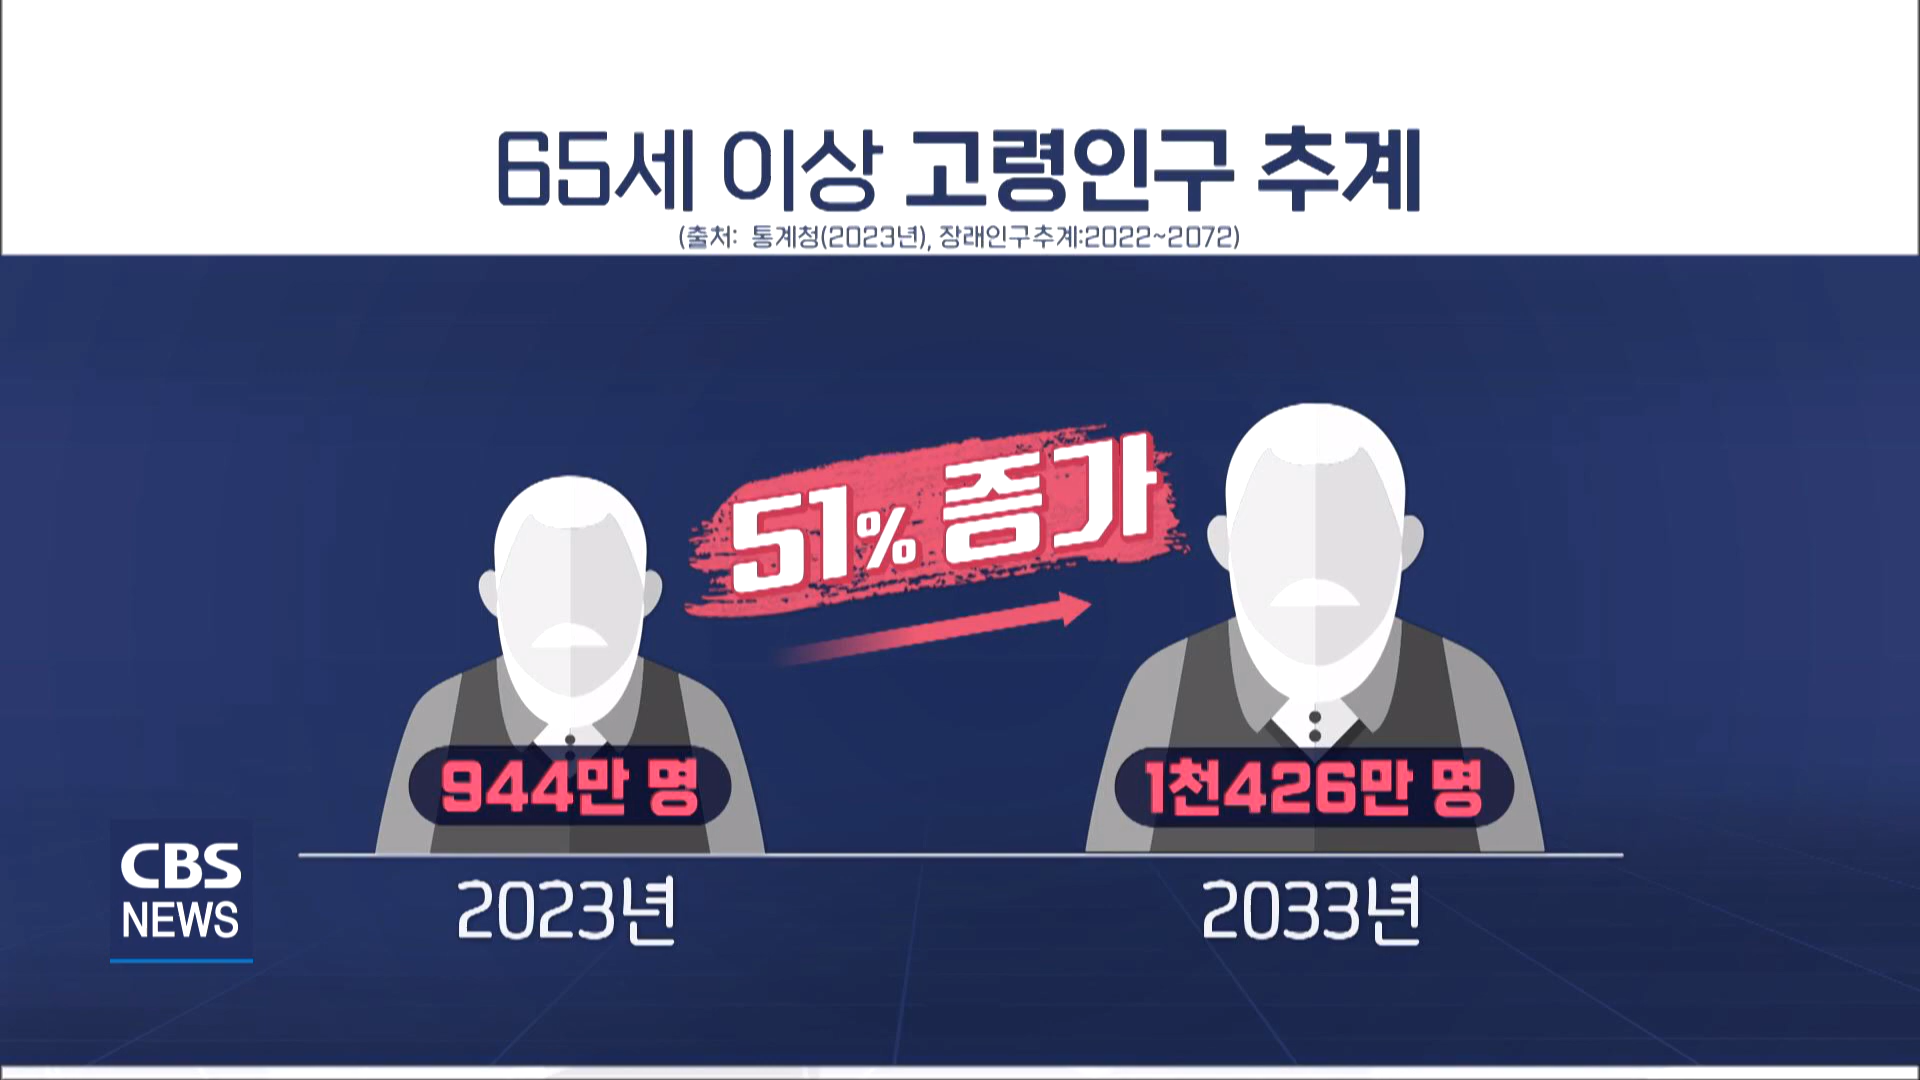 65세 이상 고령인구 추계
(출처: 통계청(2023년), 장래인구추계:2022~2072)
51% 증가
944만 명
1천426만 명
2023년
2033년
CBS
NEWS